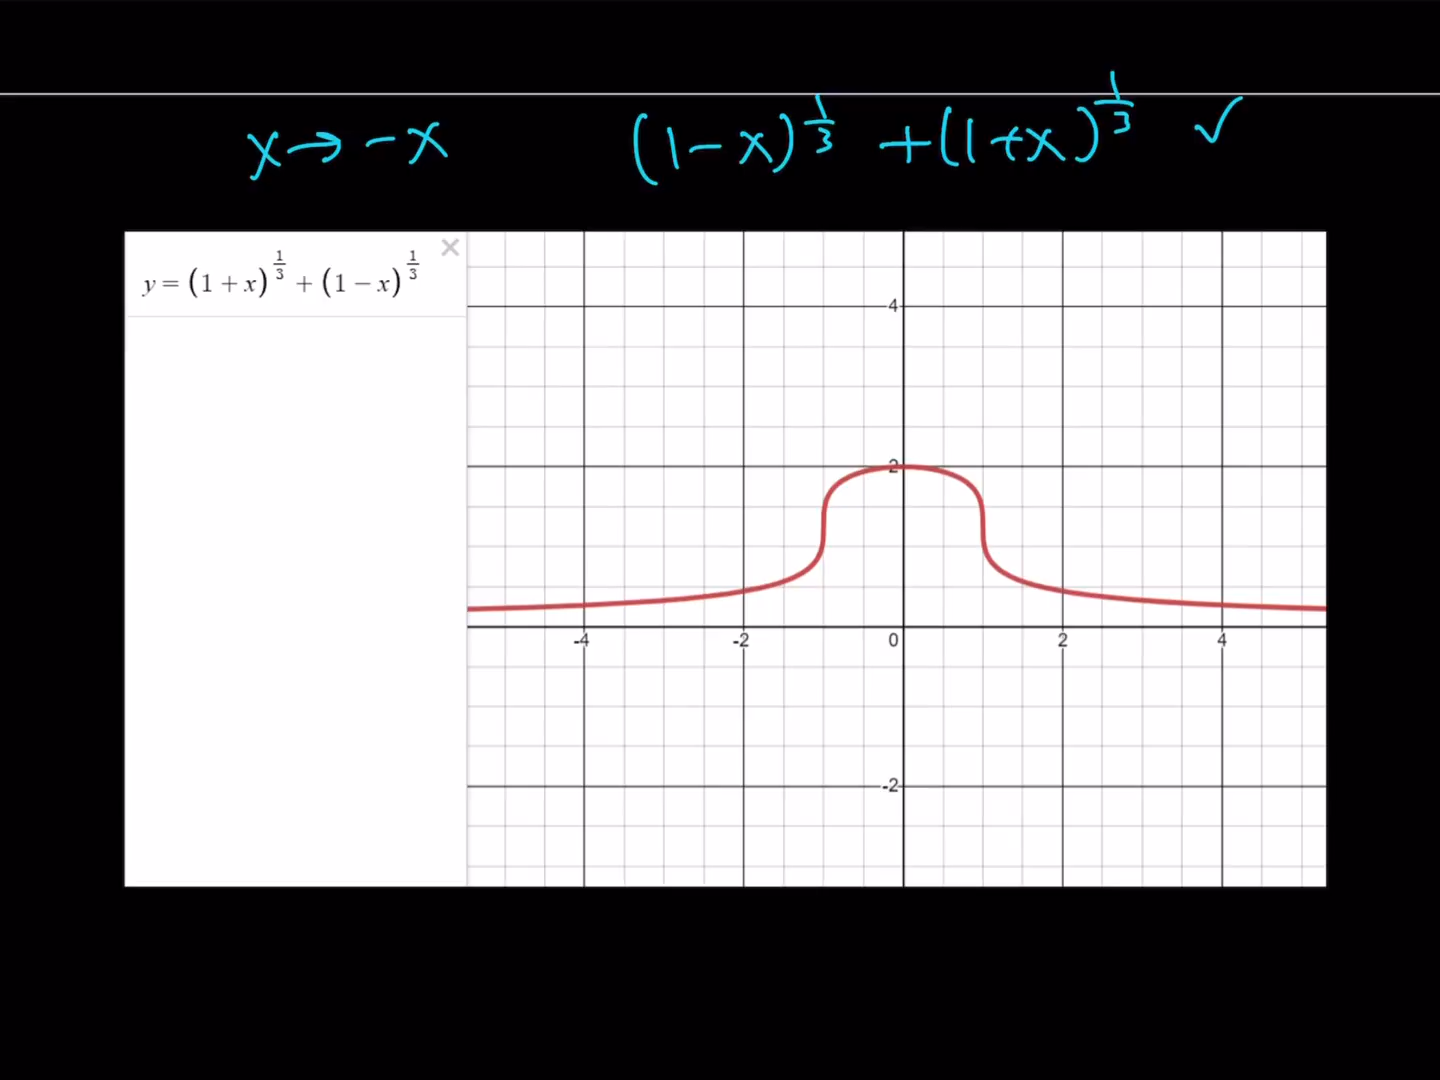 x → -x (1-x)^{1/3} + (1+x)^{1/3} ✓
y = (1 + x)^{1/3} + (1 − x)^{1/3} ×
4
2
-4 -2 0 2 4
-2